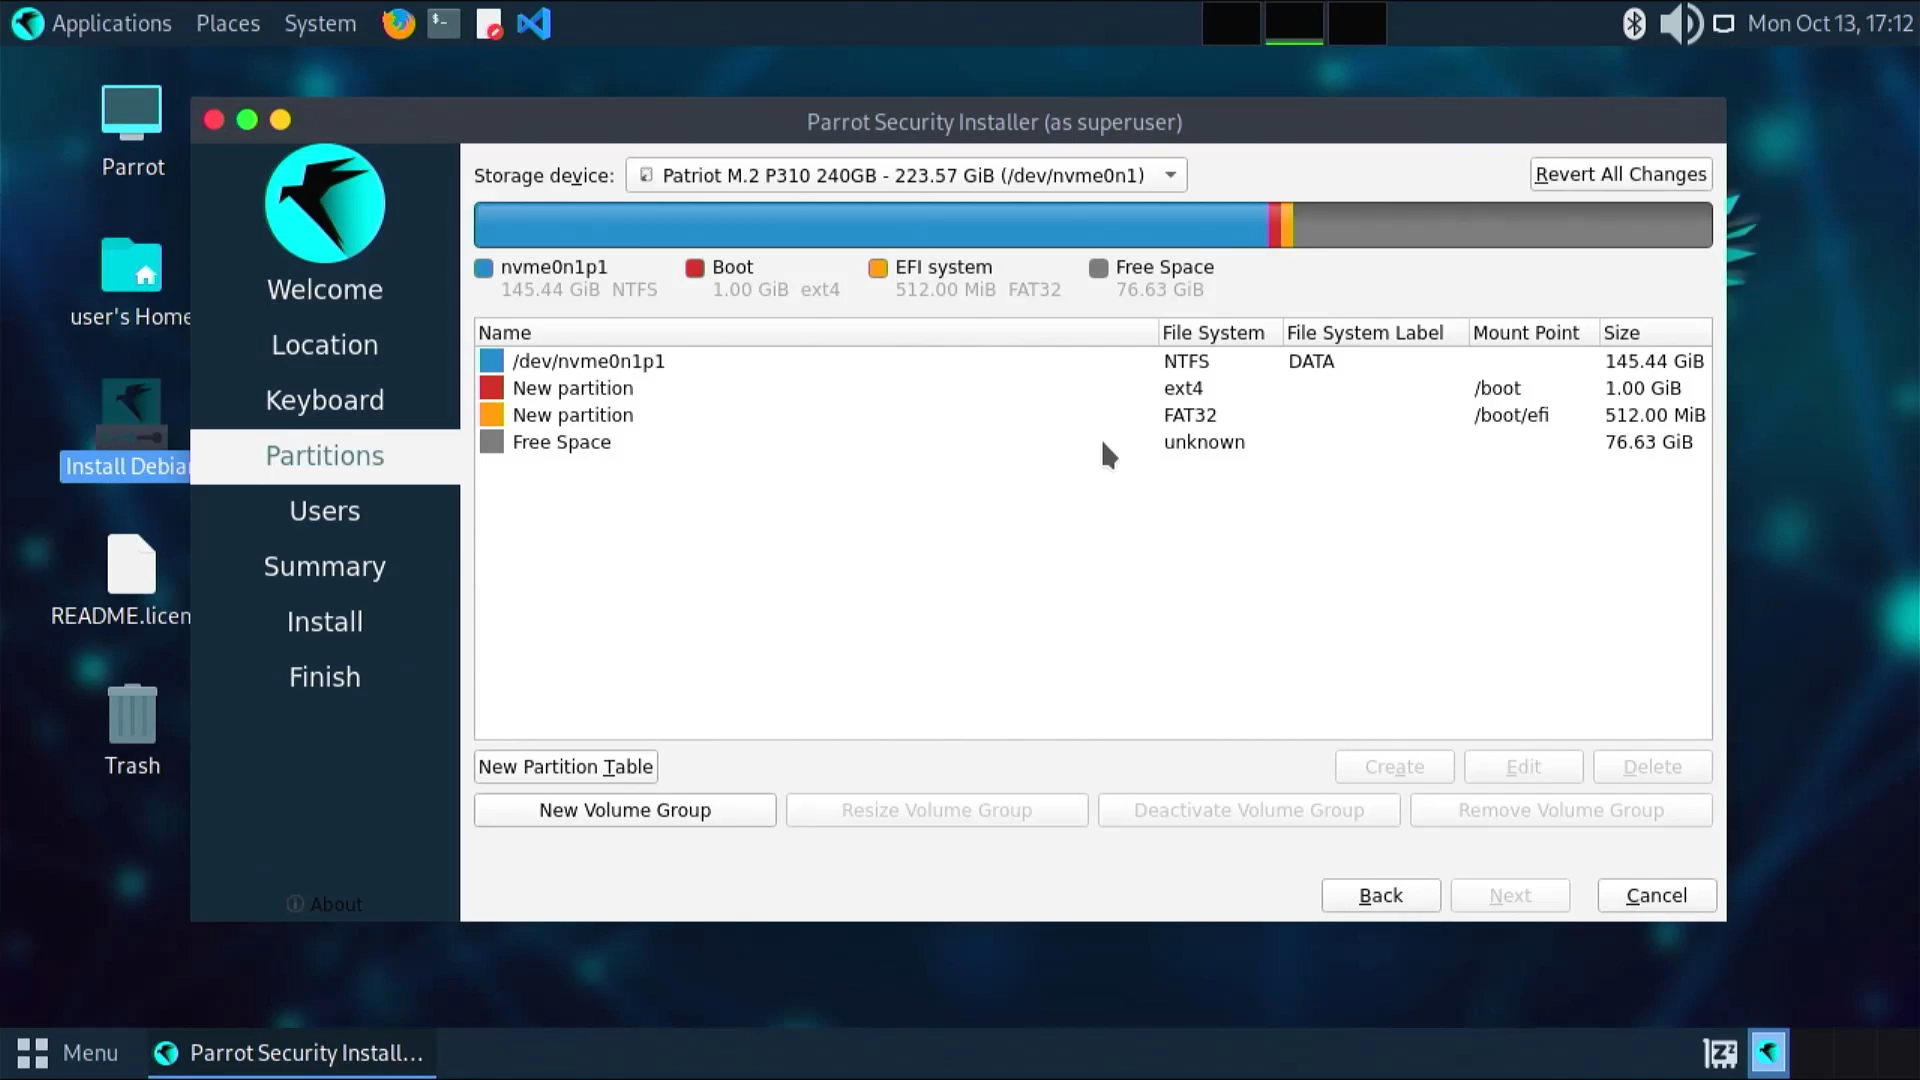 Applications Places System Mon Oct 13, 17:12
Parrot
user's Home
Install Debia
README.licen
Trash
Parrot Security Installer (as superuser)
Welcome
Location
Keyboard
Partitions
Users
Summary
Install
Finish
About
Storage device: Patriot M.2 P310 240GB - 223.57 GiB (/dev/nvme0n1) Revert All Changes
nvme0n1p1 Boot EFI system Free Space
145.44 GiB NTFS 1.00 GiB ext4 512.00 MiB FAT32 76.63 GiB
Name File System File System Label Mount Point Size
/dev/nvme0n1p1 NTFS DATA 145.44 GiB
New partition ext4 /boot 1.00 GiB
New partition FAT32 /boot/efi 512.00 MiB
Free Space unknown 76.63 GiB
New Partition Table Create Edit Delete
New Volume Group Resize Volume Group Deactivate Volume Group Remove Volume Group
Back Next Cancel
Menu Parrot Security Install...